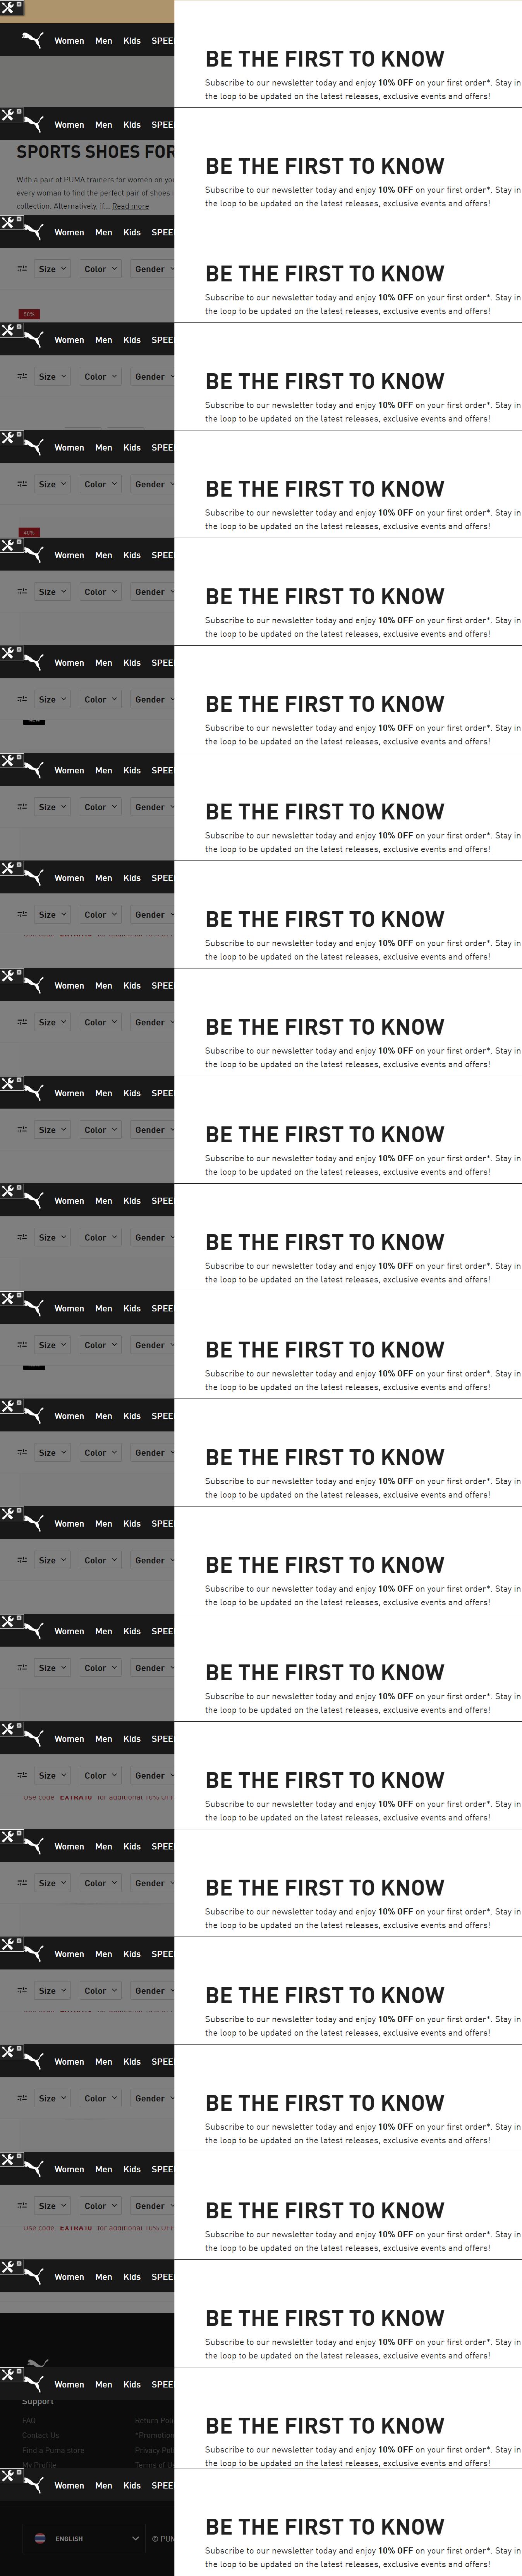 Women Men Kids SPEE
BE THE FIRST TO KNOW
Subscribe to our newsletter today and enjoy 10% OFF on your first order*. Stay in
the loop to be updated on the latest releases, exclusive events and offers!
Women Men Kids SPEE
SPORTS SHOES FOR
With a pair of PUMA trainers for women on you
every woman to find the perfect pair of shoes
collection. Alternatively, if... Read more
BE THE FIRST TO KNOW
Subscribe to our newsletter today and enjoy 10% OFF on your first order*. Stay in
the loop to be updated on the latest releases, exclusive events and offers!
Women Men Kids SPEE
Size Color Gender
50%
BE THE FIRST TO KNOW
Subscribe to our newsletter today and enjoy 10% OFF on your first order*. Stay in
the loop to be updated on the latest releases, exclusive events and offers!
Women Men Kids SPEE
Size Color Gender
BE THE FIRST TO KNOW
Subscribe to our newsletter today and enjoy 10% OFF on your first order*. Stay in
the loop to be updated on the latest releases, exclusive events and offers!
Women Men Kids SPEE
Size Color Gender
40%
BE THE FIRST TO KNOW
Subscribe to our newsletter today and enjoy 10% OFF on your first order*. Stay in
the loop to be updated on the latest releases, exclusive events and offers!
Women Men Kids SPEE
Size Color Gender
BE THE FIRST TO KNOW
Subscribe to our newsletter today and enjoy 10% OFF on your first order*. Stay in
the loop to be updated on the latest releases, exclusive events and offers!
Women Men Kids SPEE
Size Color Gender
BE THE FIRST TO KNOW
Subscribe to our newsletter today and enjoy 10% OFF on your first order*. Stay in
the loop to be updated on the latest releases, exclusive events and offers!
Women Men Kids SPEE
Size Color Gender
BE THE FIRST TO KNOW
Subscribe to our newsletter today and enjoy 10% OFF on your first order*. Stay in
the loop to be updated on the latest releases, exclusive events and offers!
Women Men Kids SPEE
Size Color Gender
BE THE FIRST TO KNOW
Subscribe to our newsletter today and enjoy 10% OFF on your first order*. Stay in
the loop to be updated on the latest releases, exclusive events and offers!
Women Men Kids SPEE
Size Color Gender
BE THE FIRST TO KNOW
Subscribe to our newsletter today and enjoy 10% OFF on your first order*. Stay in
the loop to be updated on the latest releases, exclusive events and offers!
Women Men Kids SPEE
Size Color Gender
BE THE FIRST TO KNOW
Subscribe to our newsletter today and enjoy 10% OFF on your first order*. Stay in
the loop to be updated on the latest releases, exclusive events and offers!
Women Men Kids SPEE
Size Color Gender
BE THE FIRST TO KNOW
Subscribe to our newsletter today and enjoy 10% OFF on your first order*. Stay in
the loop to be updated on the latest releases, exclusive events and offers!
Women Men Kids SPEE
Size Color Gender
BE THE FIRST TO KNOW
Subscribe to our newsletter today and enjoy 10% OFF on your first order*. Stay in
the loop to be updated on the latest releases, exclusive events and offers!
Women Men Kids SPEE
Size Color Gender
BE THE FIRST TO KNOW
Subscribe to our newsletter today and enjoy 10% OFF on your first order*. Stay in
the loop to be updated on the latest releases, exclusive events and offers!
Women Men Kids SPEE
Size Color Gender
BE THE FIRST TO KNOW
Subscribe to our newsletter today and enjoy 10% OFF on your first order*. Stay in
the loop to be updated on the latest releases, exclusive events and offers!
Women Men Kids SPEE
Size Color Gender
BE THE FIRST TO KNOW
Subscribe to our newsletter today and enjoy 10% OFF on your first order*. Stay in
the loop to be updated on the latest releases, exclusive events and offers!
Women Men Kids SPEE
Size Color Gender
Use code EXTRA10 for additional 10% OFF
BE THE FIRST TO KNOW
Subscribe to our newsletter today and enjoy 10% OFF on your first order*. Stay in
the loop to be updated on the latest releases, exclusive events and offers!
Women Men Kids SPEE
Size Color Gender
BE THE FIRST TO KNOW
Subscribe to our newsletter today and enjoy 10% OFF on your first order*. Stay in
the loop to be updated on the latest releases, exclusive events and offers!
Women Men Kids SPEE
Size Color Gender
BE THE FIRST TO KNOW
Subscribe to our newsletter today and enjoy 10% OFF on your first order*. Stay in
the loop to be updated on the latest releases, exclusive events and offers!
Women Men Kids SPEE
Size Color Gender
BE THE FIRST TO KNOW
Subscribe to our newsletter today and enjoy 10% OFF on your first order*. Stay in
the loop to be updated on the latest releases, exclusive events and offers!
Women Men Kids SPEE
Size Color Gender
Use code EXTRA10 for additional 10% OFF
BE THE FIRST TO KNOW
Subscribe to our newsletter today and enjoy 10% OFF on your first order*. Stay in
the loop to be updated on the latest releases, exclusive events and offers!
Women Men Kids SPEE
BE THE FIRST TO KNOW
Subscribe to our newsletter today and enjoy 10% OFF on your first order*. Stay in
the loop to be updated on the latest releases, exclusive events and offers!
Women Men Kids SPEE
Support
FAQ Return Poli
Contact Us *Promotion
Find a Puma store Privacy Pol
My Profile Terms of U
BE THE FIRST TO KNOW
Subscribe to our newsletter today and enjoy 10% OFF on your first order*. Stay in
the loop to be updated on the latest releases, exclusive events and offers!
Women Men Kids SPEE
ENGLISH © PUM
BE THE FIRST TO KNOW
Subscribe to our newsletter today and enjoy 10% OFF on your first order*. Stay in
the loop to be updated on the latest releases, exclusive events and offers!